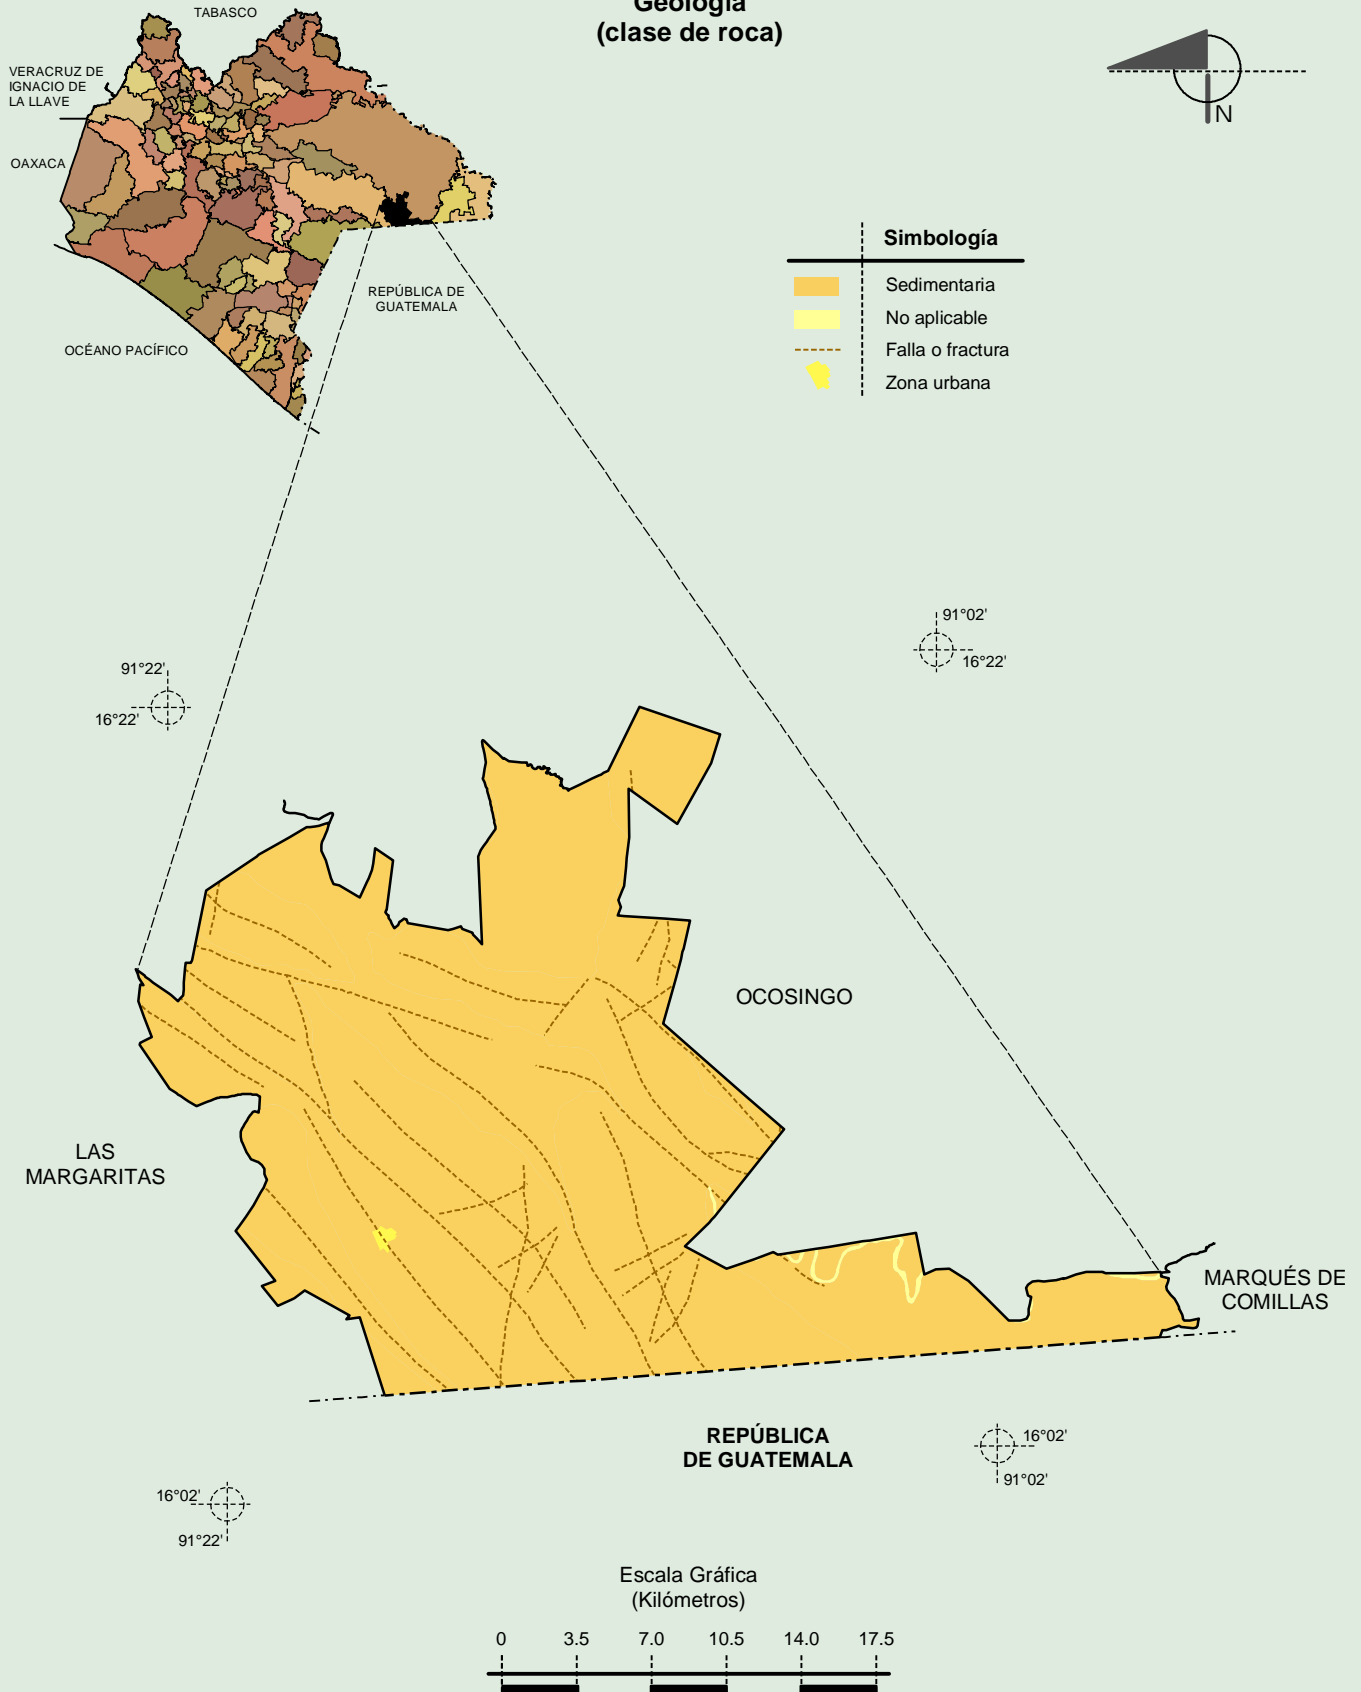 Geología
(clase de roca)
TABASCO
VERACRUZ DE
IGNACIO DE
LA LLAVE
OAXACA
REPÚBLICA DE
GUATEMALA
OCÉANO PACÍFICO
N
Simbología
Sedimentaria
No aplicable
Falla o fractura
Zona urbana
91°02'
16°22'
91°22'
16°22'
OCOSINGO
LAS
MARGARITAS
MARQUÉS DE
COMILLAS
REPÚBLICA
DE GUATEMALA
16°02'
91°02'
16°02'
91°22'
Escala Gráfica
(Kilómetros)
0 3.5 7.0 10.5 14.0 17.5